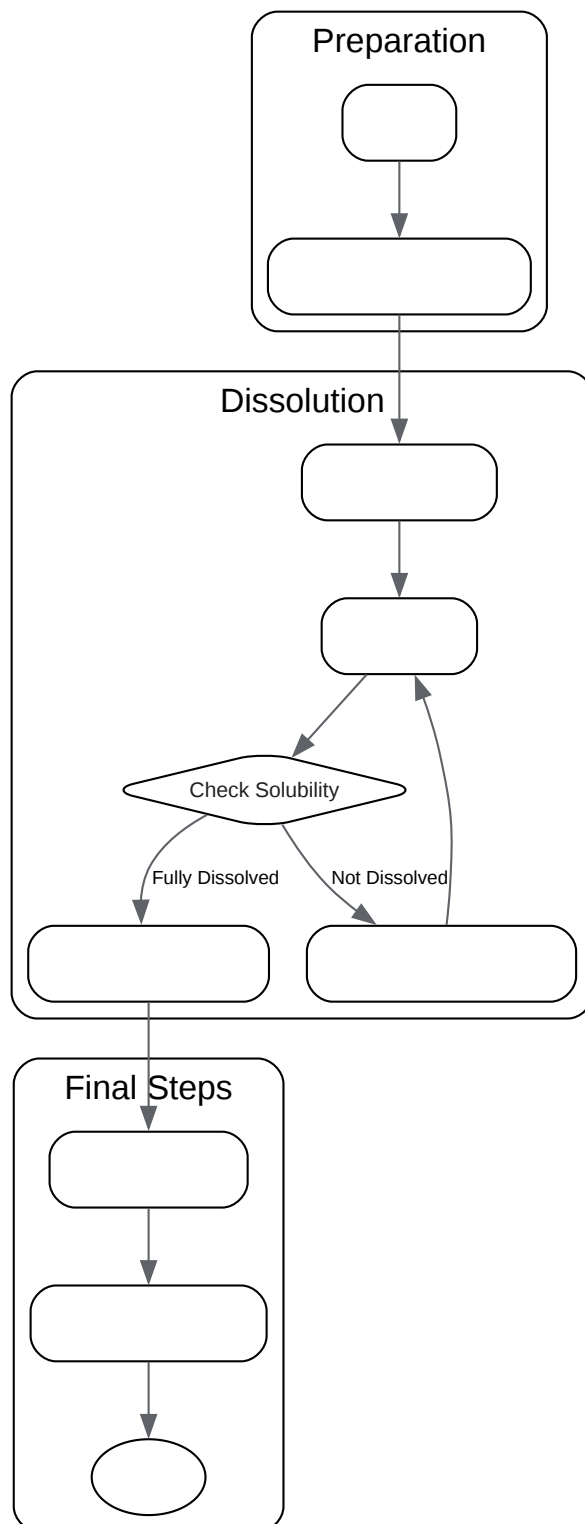 Preparation
Dissolution
Check Solubility
Fully Dissolved
Not Dissolved
Final Steps